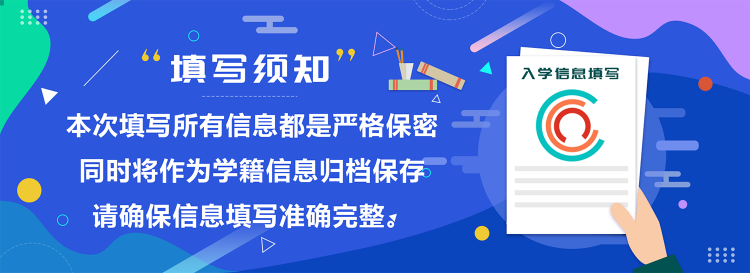 “填写须知”
本次填写所有信息都是严格保密
同时将作为学籍信息归档保存
请确保信息填写准确完整。
入学信息填写